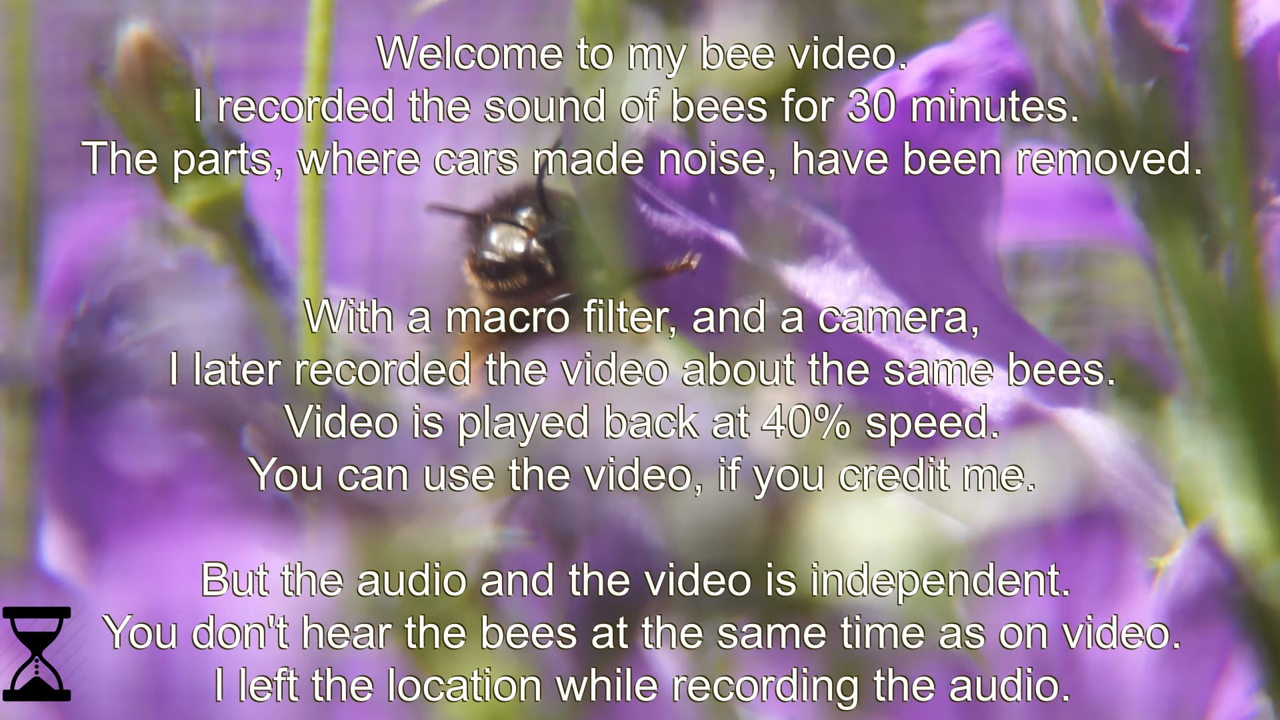 Welcome to my bee video.
I recorded the sound of bees for 30 minutes.
The parts, where cars made noise, have been removed.
With a macro filter, and a camera,
I later recorded the video about the same bees.
Video is played back at 40% speed.
You can use the video, if you credit me.
But the audio and the video is independent.
You don't hear the bees at the same time as on video.
I left the location while recording the audio.